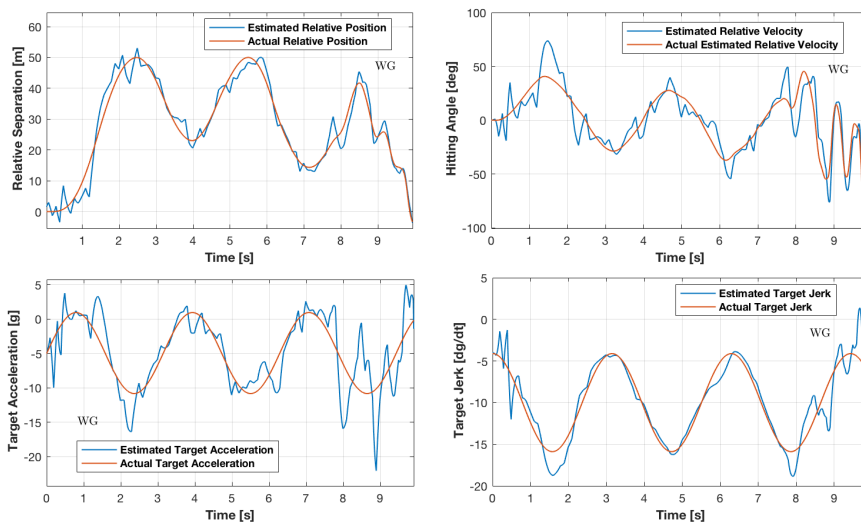 Relative Separation [m]
60
50
40
30
20
10
0
Estimated Relative Position
Actual Relative Position
WG
1 2 3 4 5 6 7 8 9
Time [s]
Hitting Angle [deg]
100
50
0
-50
-100
Estimated Relative Velocity
Actual Estimated Relative Velocity
WG
0 1 2 3 4 5 6 7 8 9
Time [s]
Target Acceleration [g]
5
0
-5
-10
-15
-20
WG
Estimated Target Acceleration
Actual Target Acceleration
0 1 2 3 4 5 6 7 8 9
Time [s]
Target Jerk [dg/dt]
5
0
-5
-10
-15
-20
Estimated Target Jerk
Actual Target Jerk
WG
0 1 2 3 4 5 6 7 8 9
Time [s]